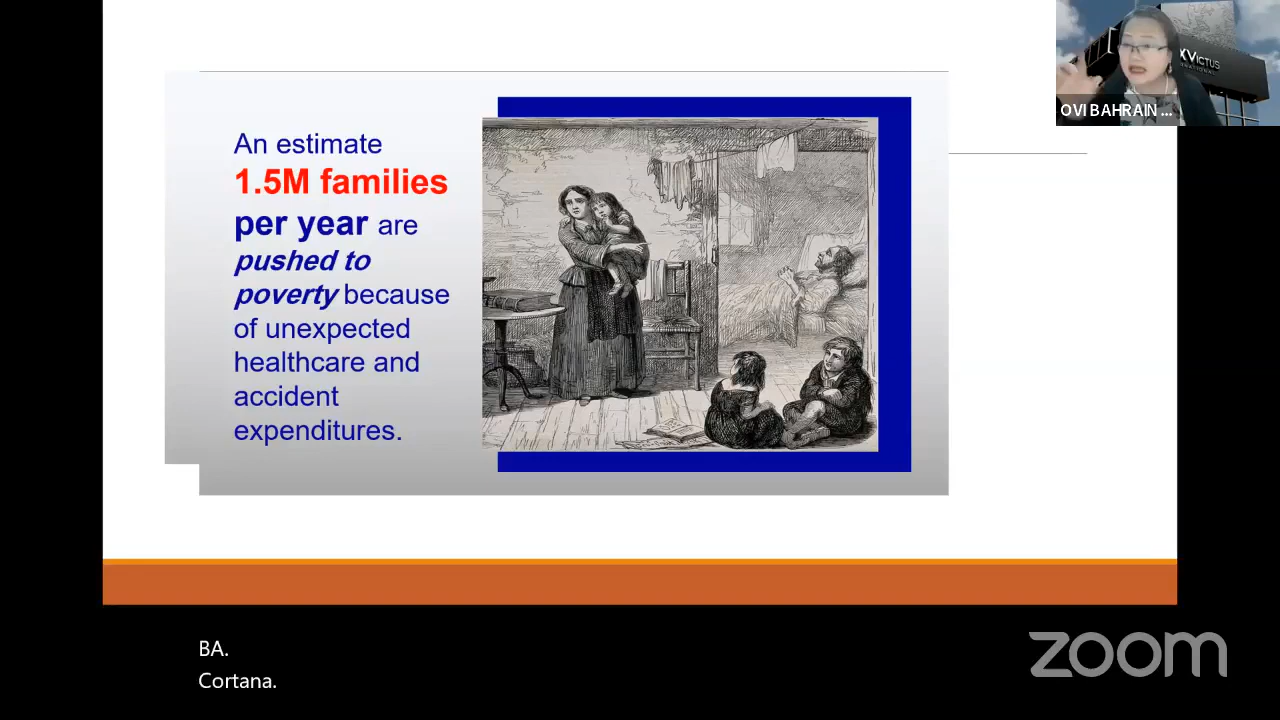 An estimate
1.5M families
per year are
pushed to
poverty because
of unexpected
healthcare and
accident
expenditures.
XVICTUS
OVI BAHRAIN ...
BA.
Cortana.
zoom